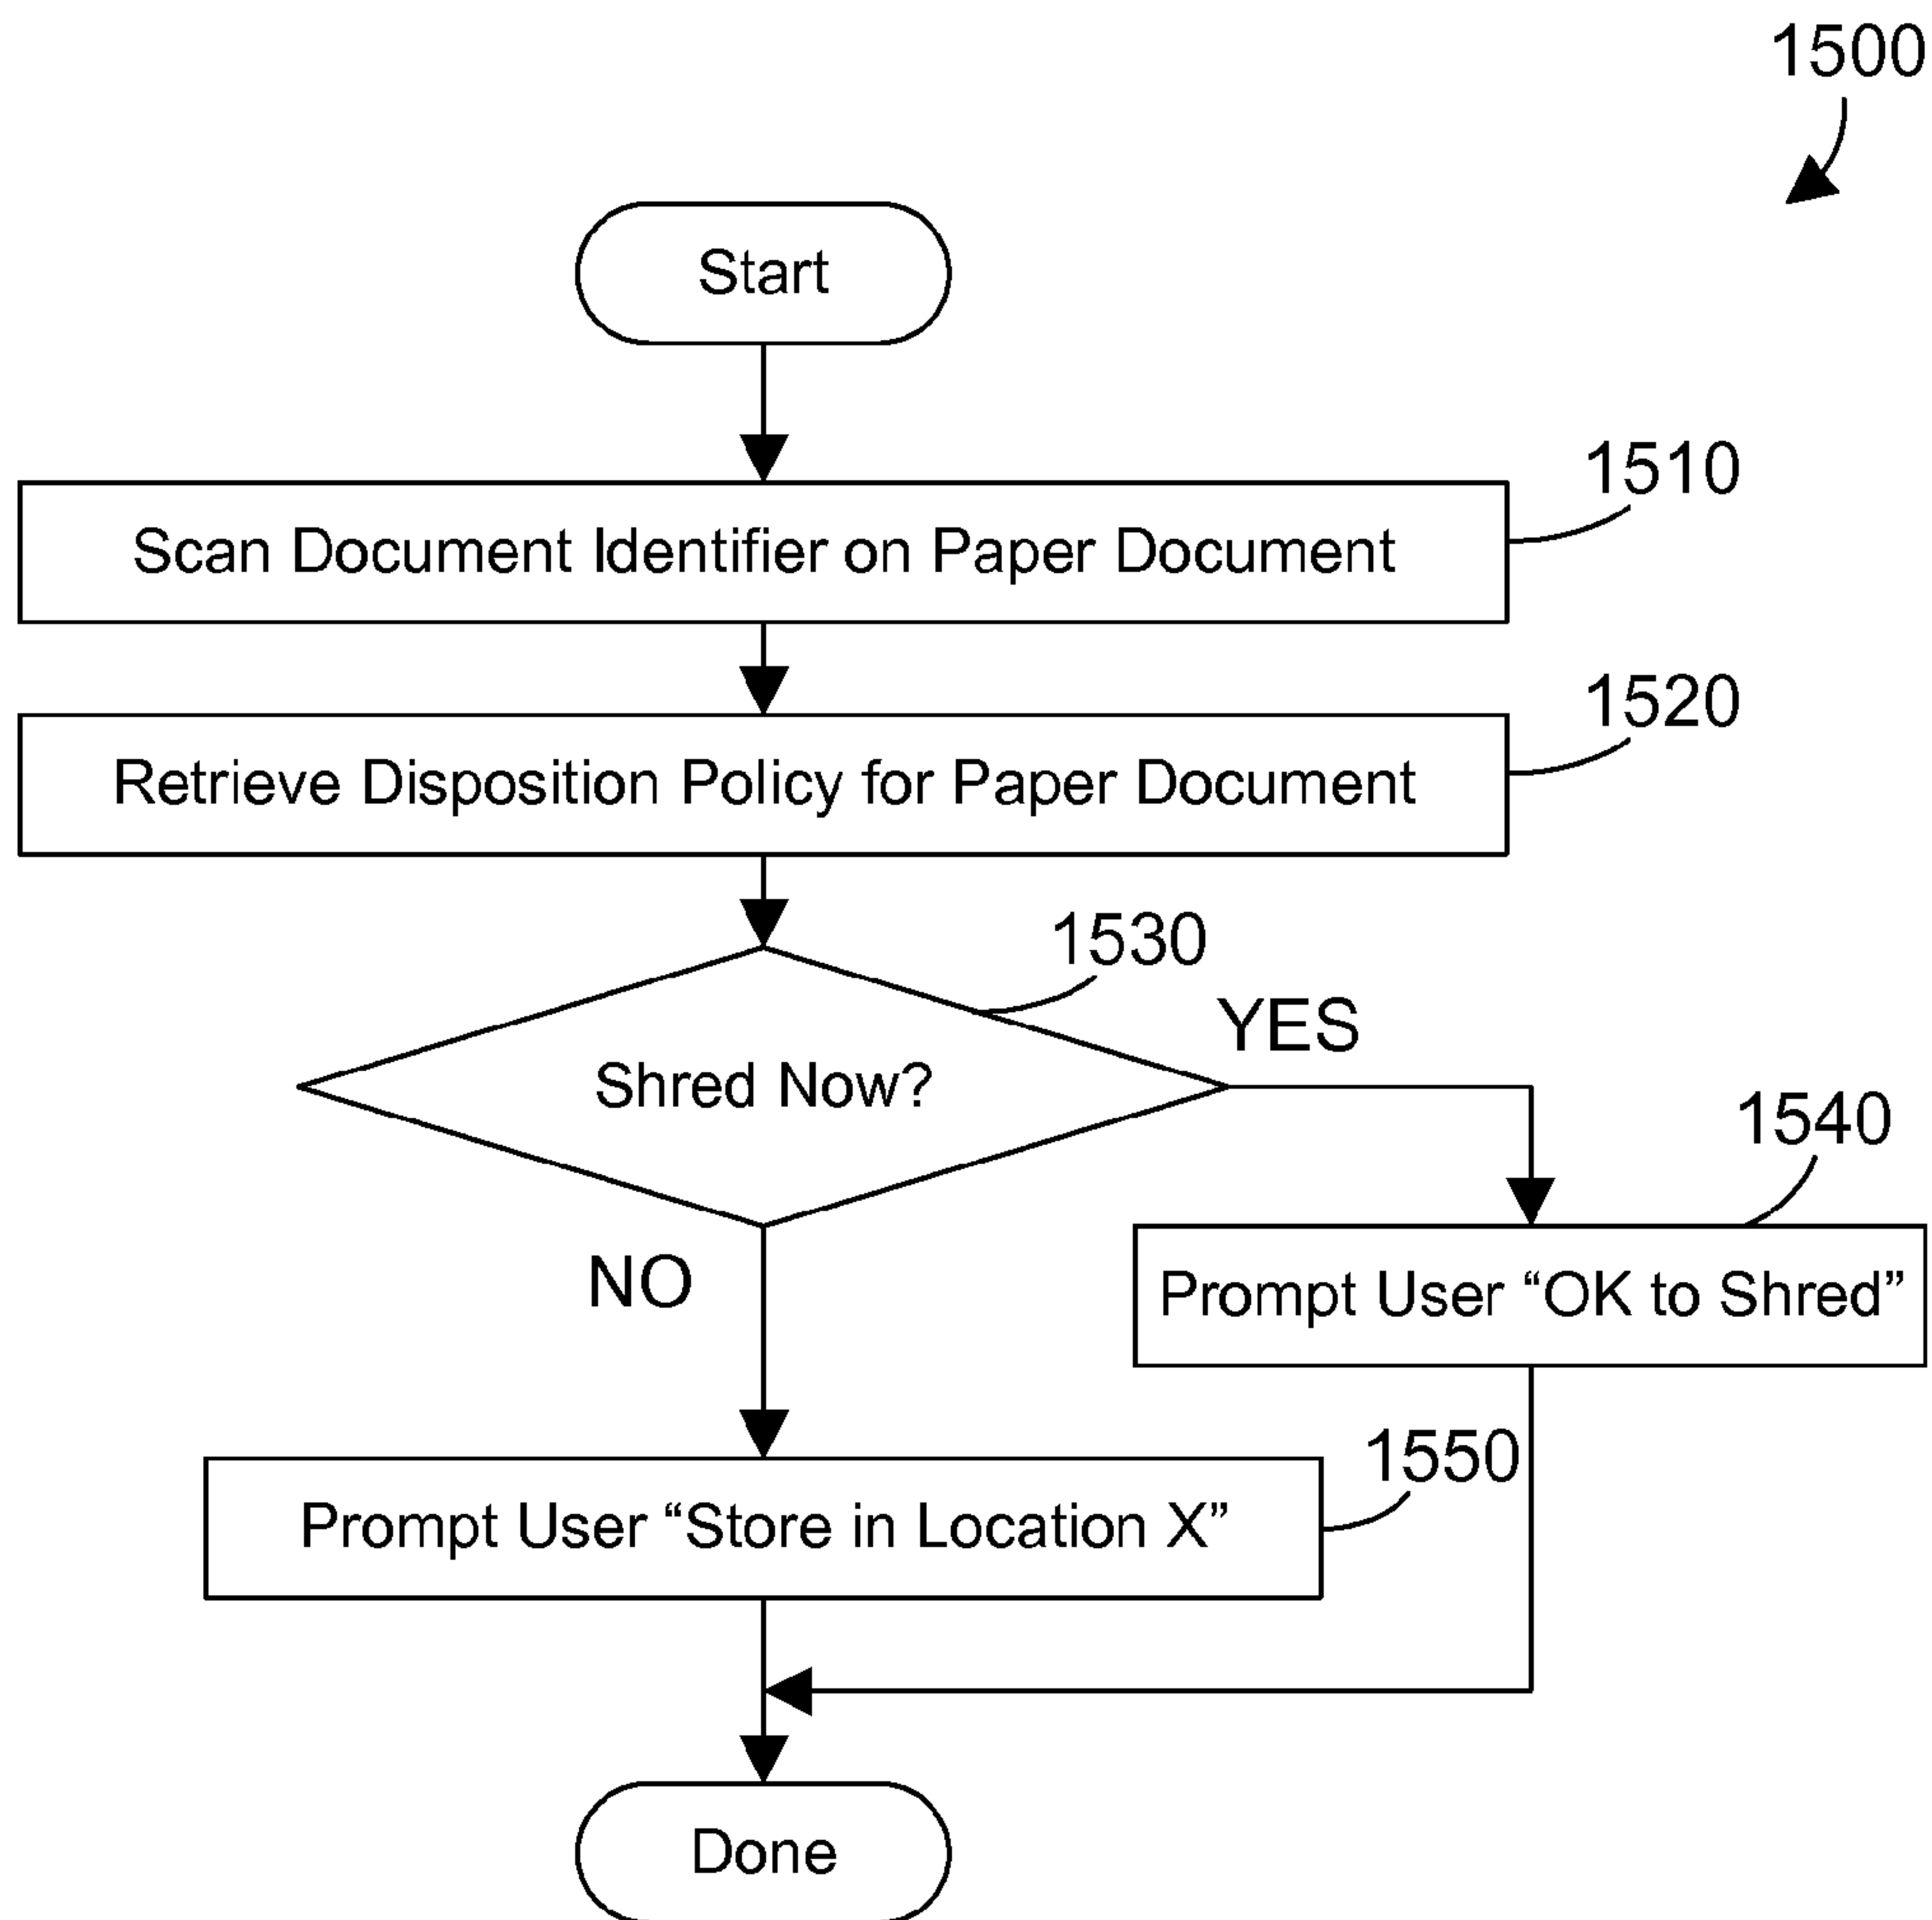 1500
Start
1510
Scan Document Identifier on Paper Document
1520
Retrieve Disposition Policy for Paper Document
1530
YES
Shred Now?
1540
NO
Prompt User “OK to Shred”
1550
Prompt User “Store in Location X”
Done